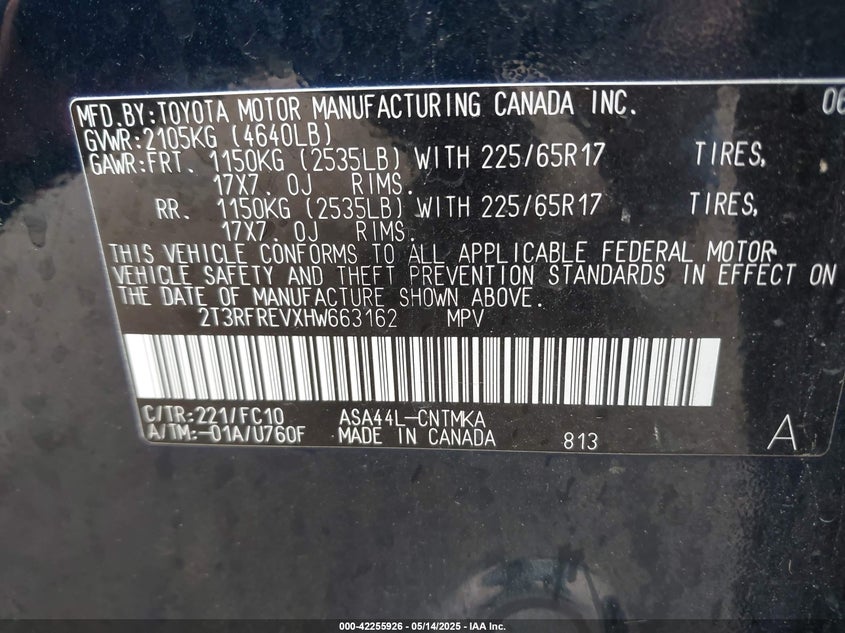 MFD.BY:TOYOTA MOTOR MANUFACTURING CANADA INC. 06
GVWR:2105KG (4640LB)
GAWR:FRT. 1150KG (2535LB) WITH 225/65R17 TIRES,
17X7.0J RIMS.
RR. 1150KG (2535LB) WITH 225/65R17 TIRES,
17X7.0J RIMS.
THIS VEHICLE CONFORMS TO ALL APPLICABLE FEDERAL MOTOR
VEHICLE SAFETY AND THEFT PREVENTION STANDARDS IN EFFECT ON
THE DATE OF MANUFACTURE SHOWN ABOVE.
2T3RFREVXHW663162 MPV
C/TR:221/FC10 ASA44L-CNTMKA
A/TM:-01A/U760F MADE IN CANADA 813 A
000-42255926 - 05/14/2025 - IAA Inc.